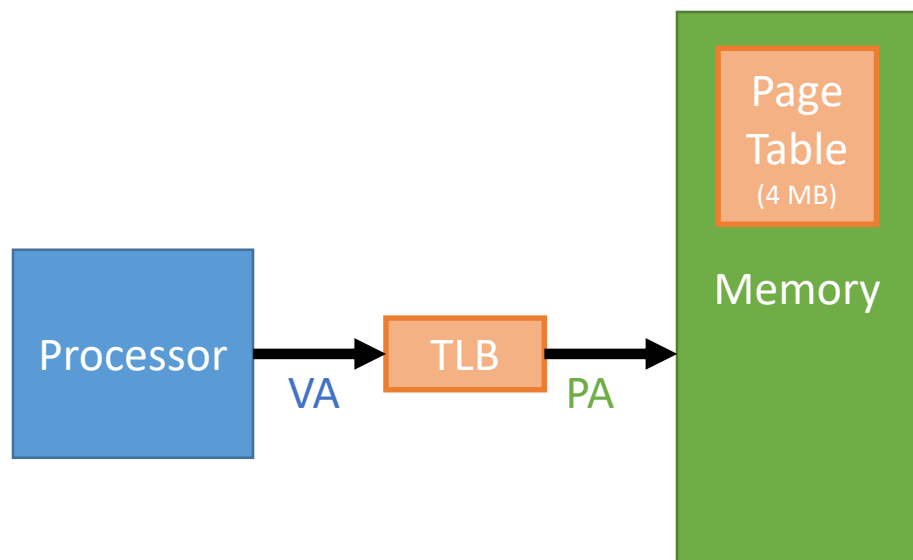 Page
Table
(4 MB)
Memory
Processor
TLB
VA
PA